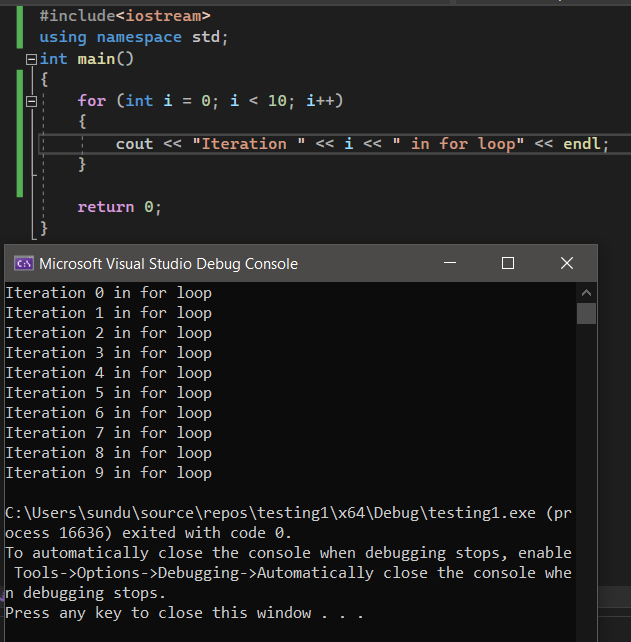 #include<iostream>
using namespace std;
int main()
{
for (int i = 0; i < 10; i++)
{
cout << "Iteration " << i << " in for loop" << endl;
}
return 0;
}
C:\ Microsoft Visual Studio Debug Console
Iteration 0 in for loop
Iteration 1 in for loop
Iteration 2 in for loop
Iteration 3 in for loop
Iteration 4 in for loop
Iteration 5 in for loop
Iteration 6 in for loop
Iteration 7 in for loop
Iteration 8 in for loop
Iteration 9 in for loop
C:\Users\sundu\source\repos\testing1\x64\Debug\testing1.exe (pr
ocess 16636) exited with code 0.
To automatically close the console when debugging stops, enable
Tools->Options->Debugging->Automatically close the console whe
n debugging stops.
Press any key to close this window . . .